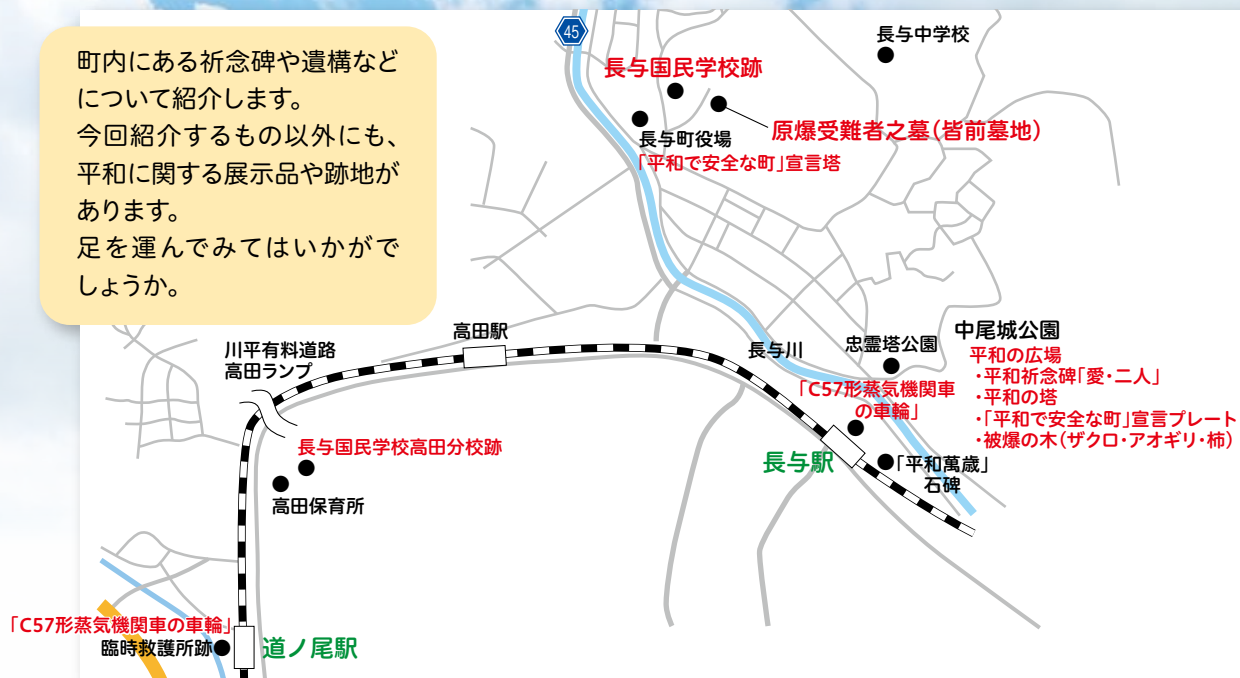 町内にある祈念碑や遺構など
について紹介します。
今回紹介するもの以外にも、
平和に関する展示品や跡地が
あります。
足を運んでみてはいかがで
しょうか。
45
長与中学校
長与国民学校跡
原爆受難者之墓(皆前墓地)
長与町役場
「平和で安全な町」宣言塔
高田駅
川平有料道路
高田ランプ
長与川
忠霊塔公園
中尾城公園
平和の広場
・平和祈念碑「愛・二人」
・平和の塔
・「平和で安全な町」宣言プレート
・被爆の木(ザクロ・アオギリ・柿)
「C57形蒸気機関車
の車輪」
長与駅
「平和萬歳」
石碑
長与国民学校高田分校跡
高田保育所
「C57形蒸気機関車の車輪」
臨時救護所跡
道ノ尾駅